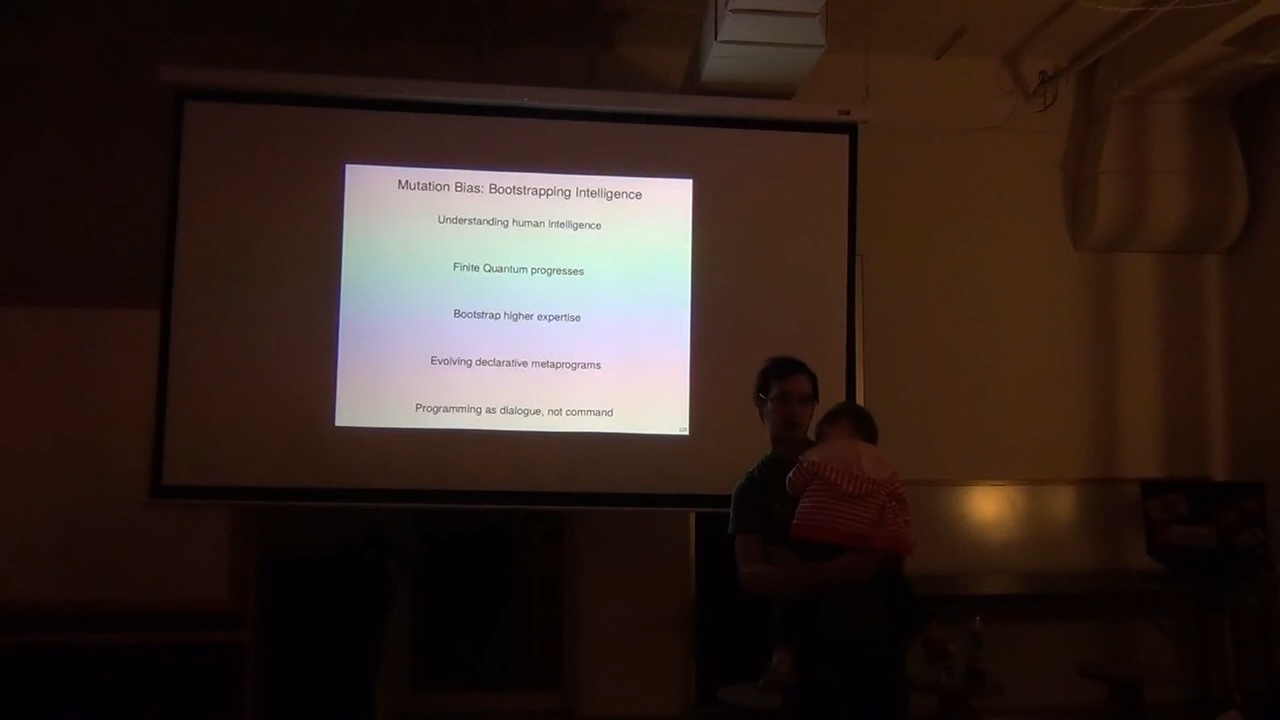 Mutation Bias: Bootstrapping Intelligence
Understanding human intelligence
Finite Quantum progresses
Bootstrap higher expertise
Evolving declarative metaprograms
Programming as dialogue, not command